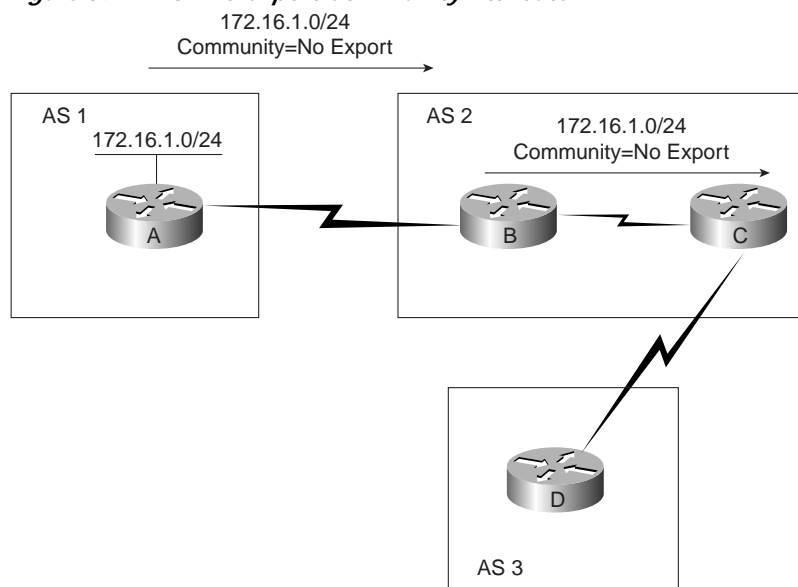 172.16.1.0/24
Community=No Export
AS 1
172.16.1.0/24
A
AS 2
172.16.1.0/24
Community=No Export
B
C
D
AS 3